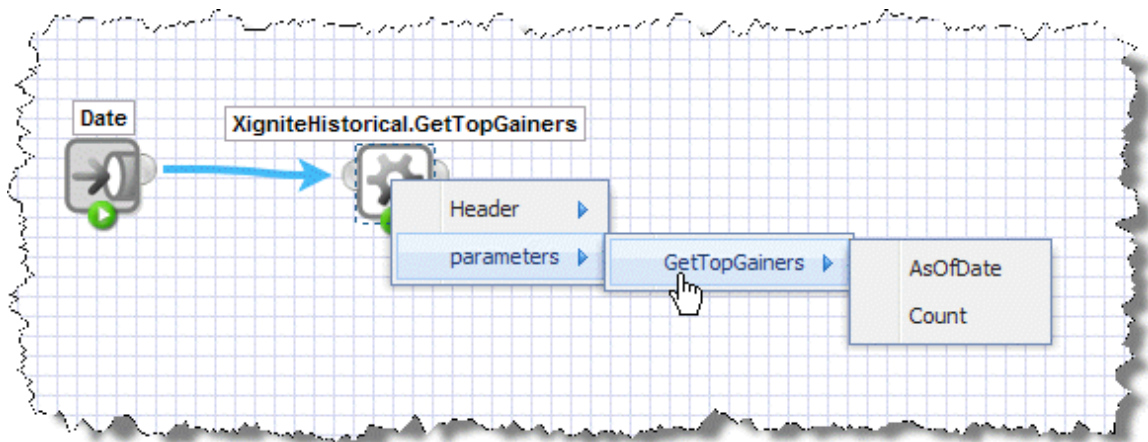 Date
XigniteHistorical.GetTopGainers
Header
parameters
GetTopGainers
AsOfDate
Count